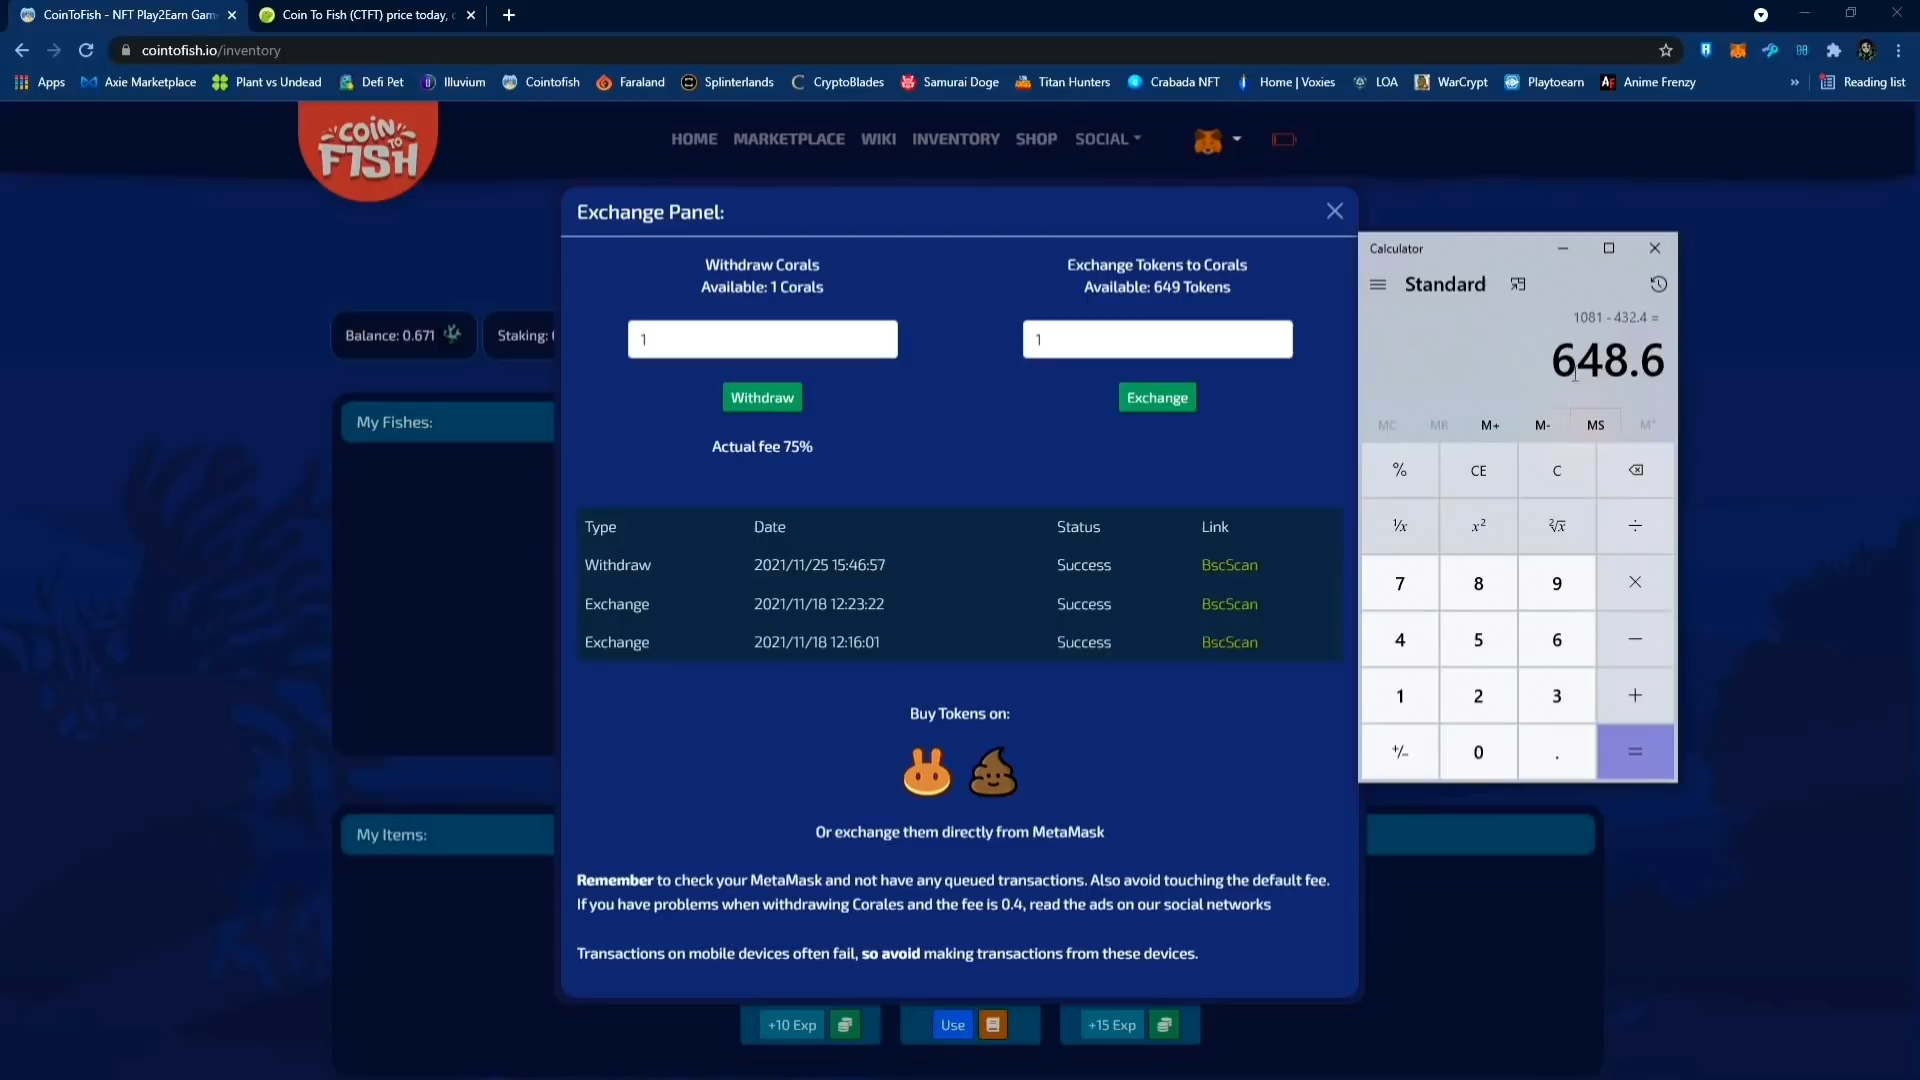 CoinToFish - NFT Play2Earn Gam
Coin To Fish (CTFT) price today, c
cointofish.io/inventory
Apps
Axie Marketplace
Plant vs Undead
Defi Pet
Illuvium
Cointofish
Faraland
Splinterlands
CryptoBlades
Samurai Doge
Titan Hunters
Crabada NFT
Home | Voxies
LOA
WarCrypt
Playtoearn
Anime Frenzy
»
Reading list
COIN
TO
FISH
HOME
MARKETPLACE
WIKI
INVENTORY
SHOP
SOCIAL
Exchange Panel:
Withdraw Corals
Available: 1 Corals
1
Withdraw
Actual fee 75%
Exchange Tokens to Corals
Available: 649 Tokens
1
Exchange
Balance: 0.671
Staking:
My Fishes:
Type Date Status Link
Withdraw 2021/11/25 15:46:57 Success BscScan
Exchange 2021/11/18 12:23:22 Success BscScan
Exchange 2021/11/18 12:16:01 Success BscScan
Buy Tokens on:
Or exchange them directly from MetaMask
Remember to check your MetaMask and not have any queued transactions. Also avoid touching the default fee.
If you have problems when withdrawing Corales and the fee is 0.4, read the ads on our social networks
Transactions on mobile devices often fail, so avoid making transactions from these devices.
My Items:
+10 Exp
Use
+15 Exp
Calculator
Standard
1081 - 432.4 =
648.6
MC MR M+ M- MS M˅
% CE C
¹/x x² ²√x ÷
7 8 9 ×
4 5 6 −
1 2 3 +
+/− 0 . =